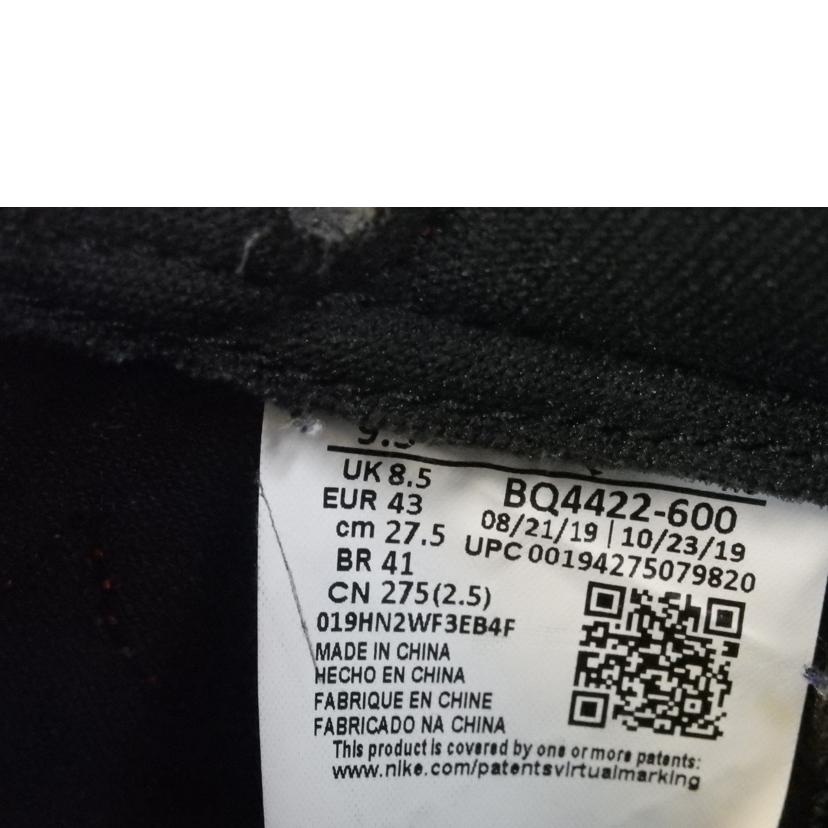 UK 8.5
EUR 43
cm 27.5
BR 41
CN 275(2.5)
BQ4422-600
08/21/19 | 10/23/19
UPC 00194275079820
019HN2WF3EB4F
MADE IN CHINA
HECHO EN CHINA
FABRIQUE EN CHINE
FABRICADO NA CHINA
This product is covered by one or more patents:
www.nike.com/patentsvirtualmarking